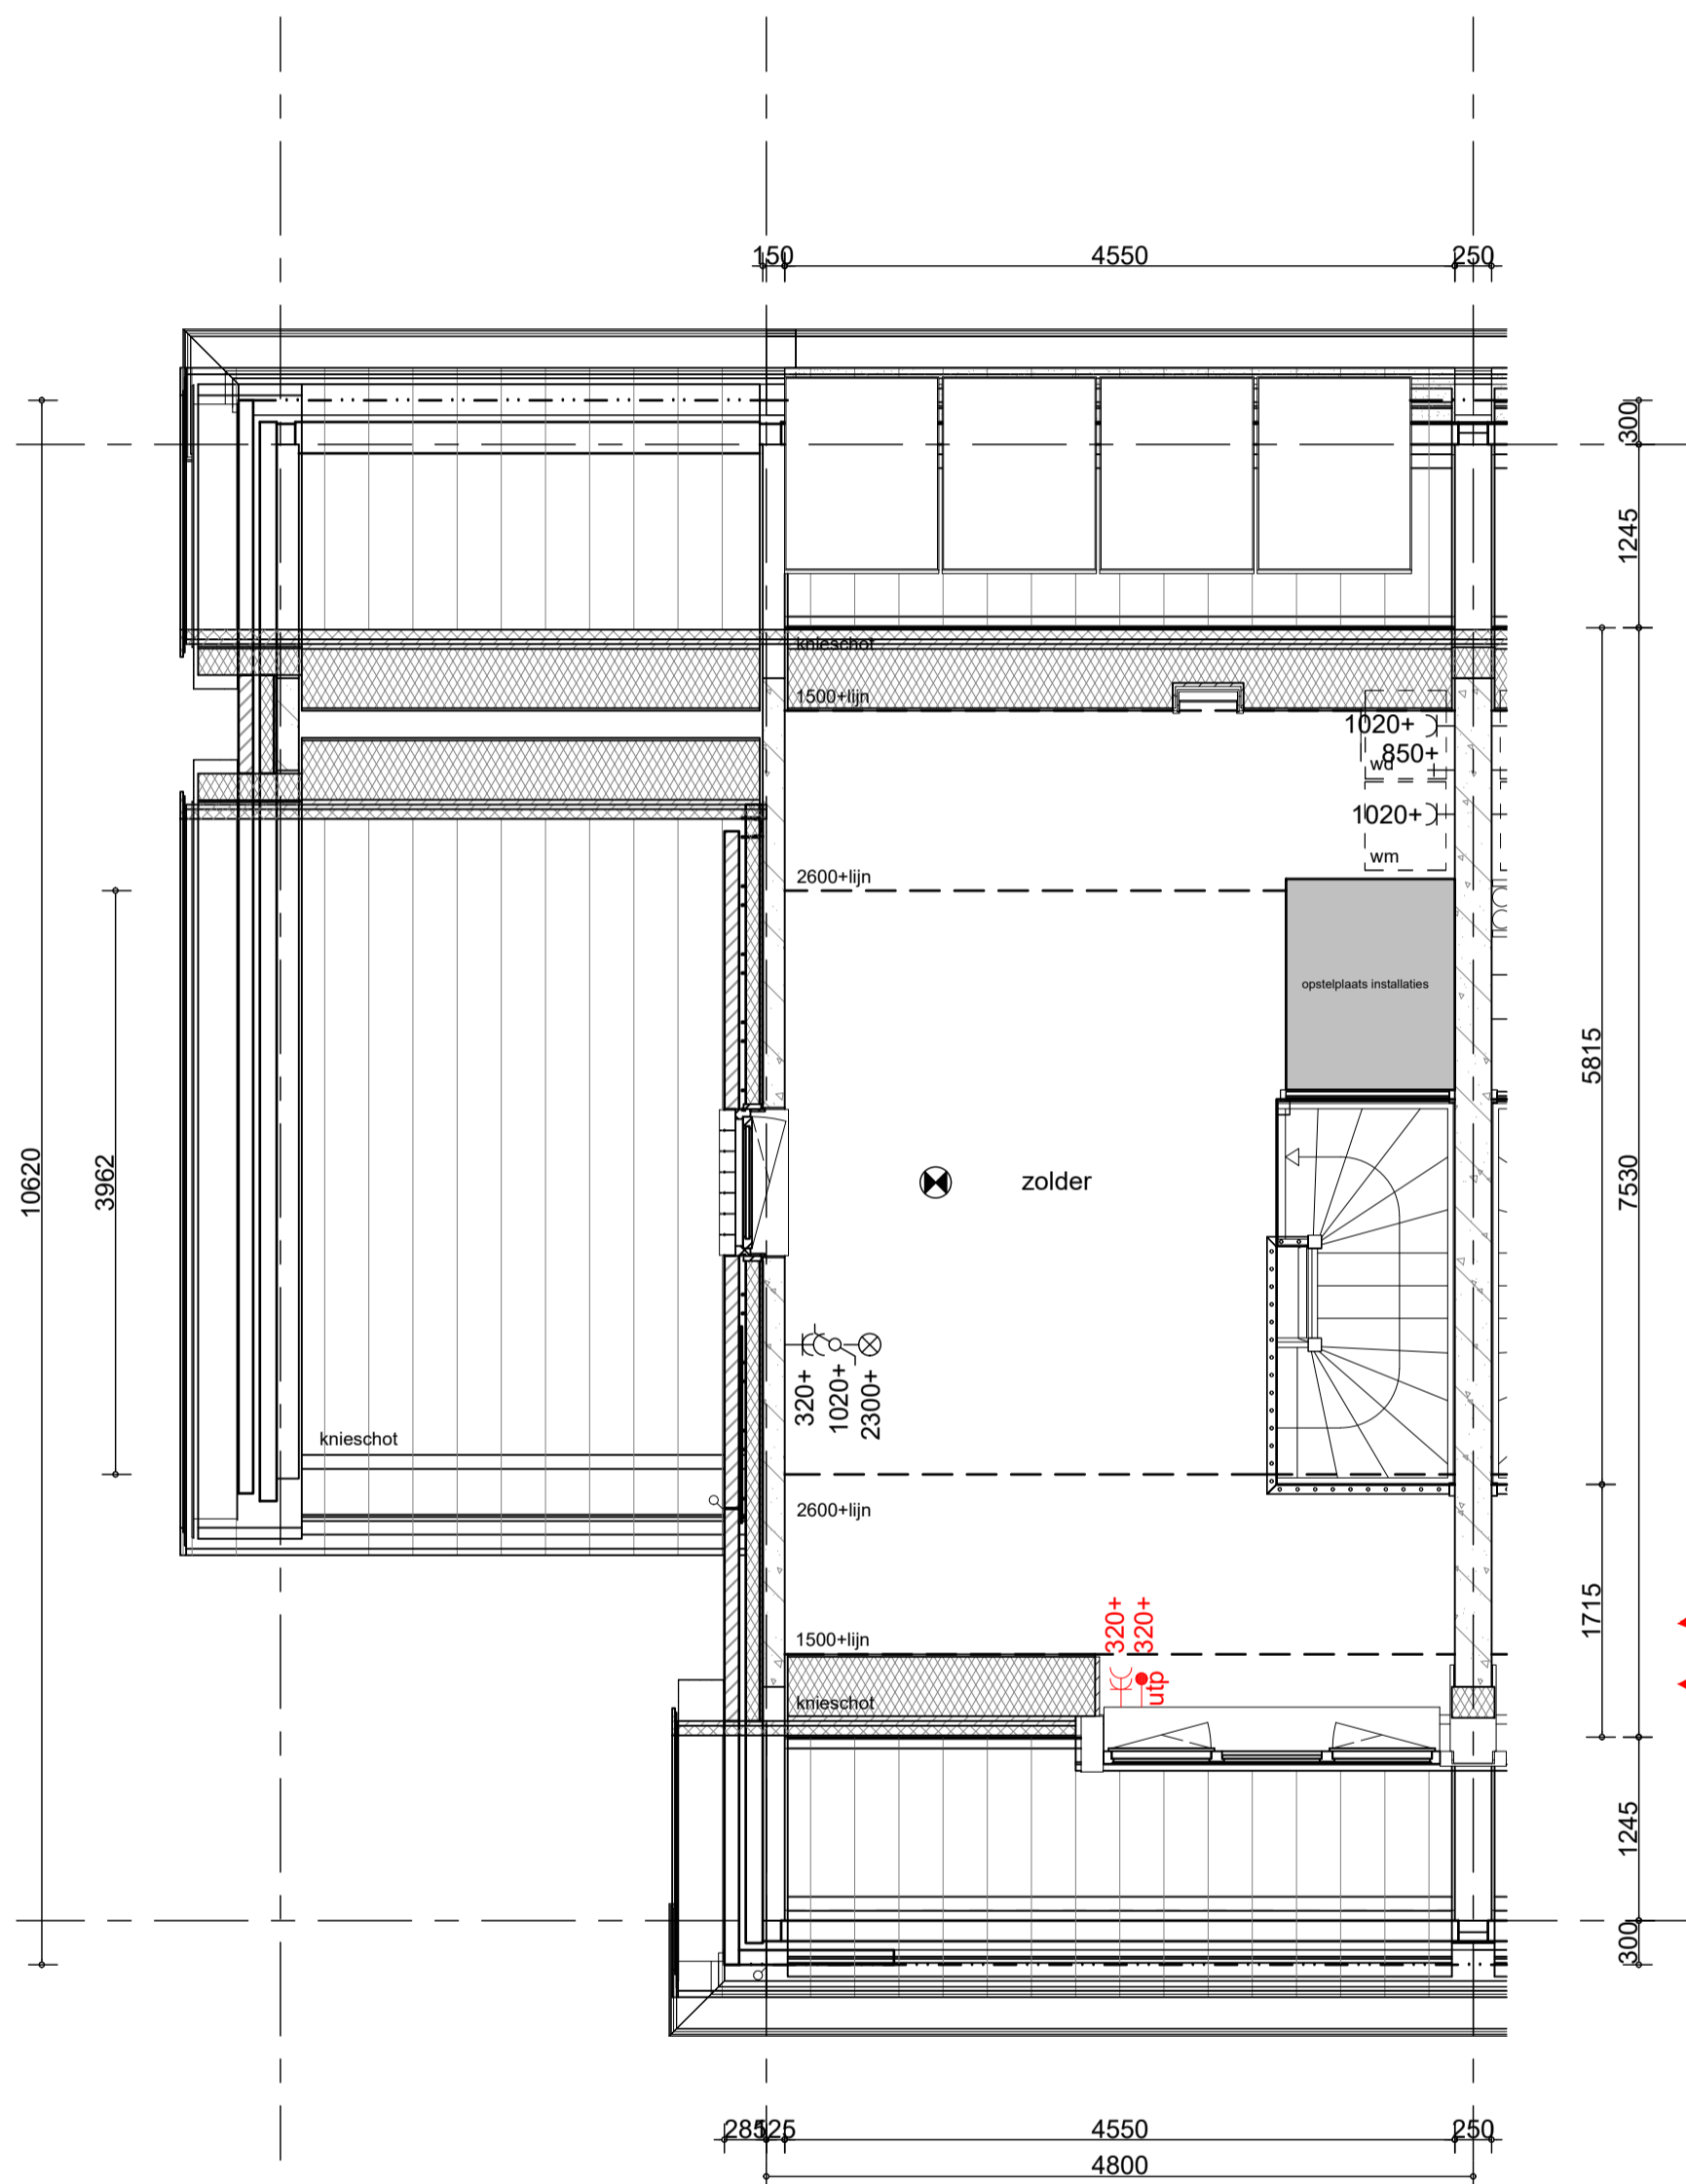 150
4550
250
300
1245
knieschot
1500+lijn
1020+
850+
wd
1020+
wm
2600+lijn
opstelplaats installaties
5815
10620
3962
zolder
7530
320+
1020+
2300+
knieschot
2600+lijn
1715
320+
320+
utp
1500+lijn
knieschot
1245
300
285
125
4550
250
4800